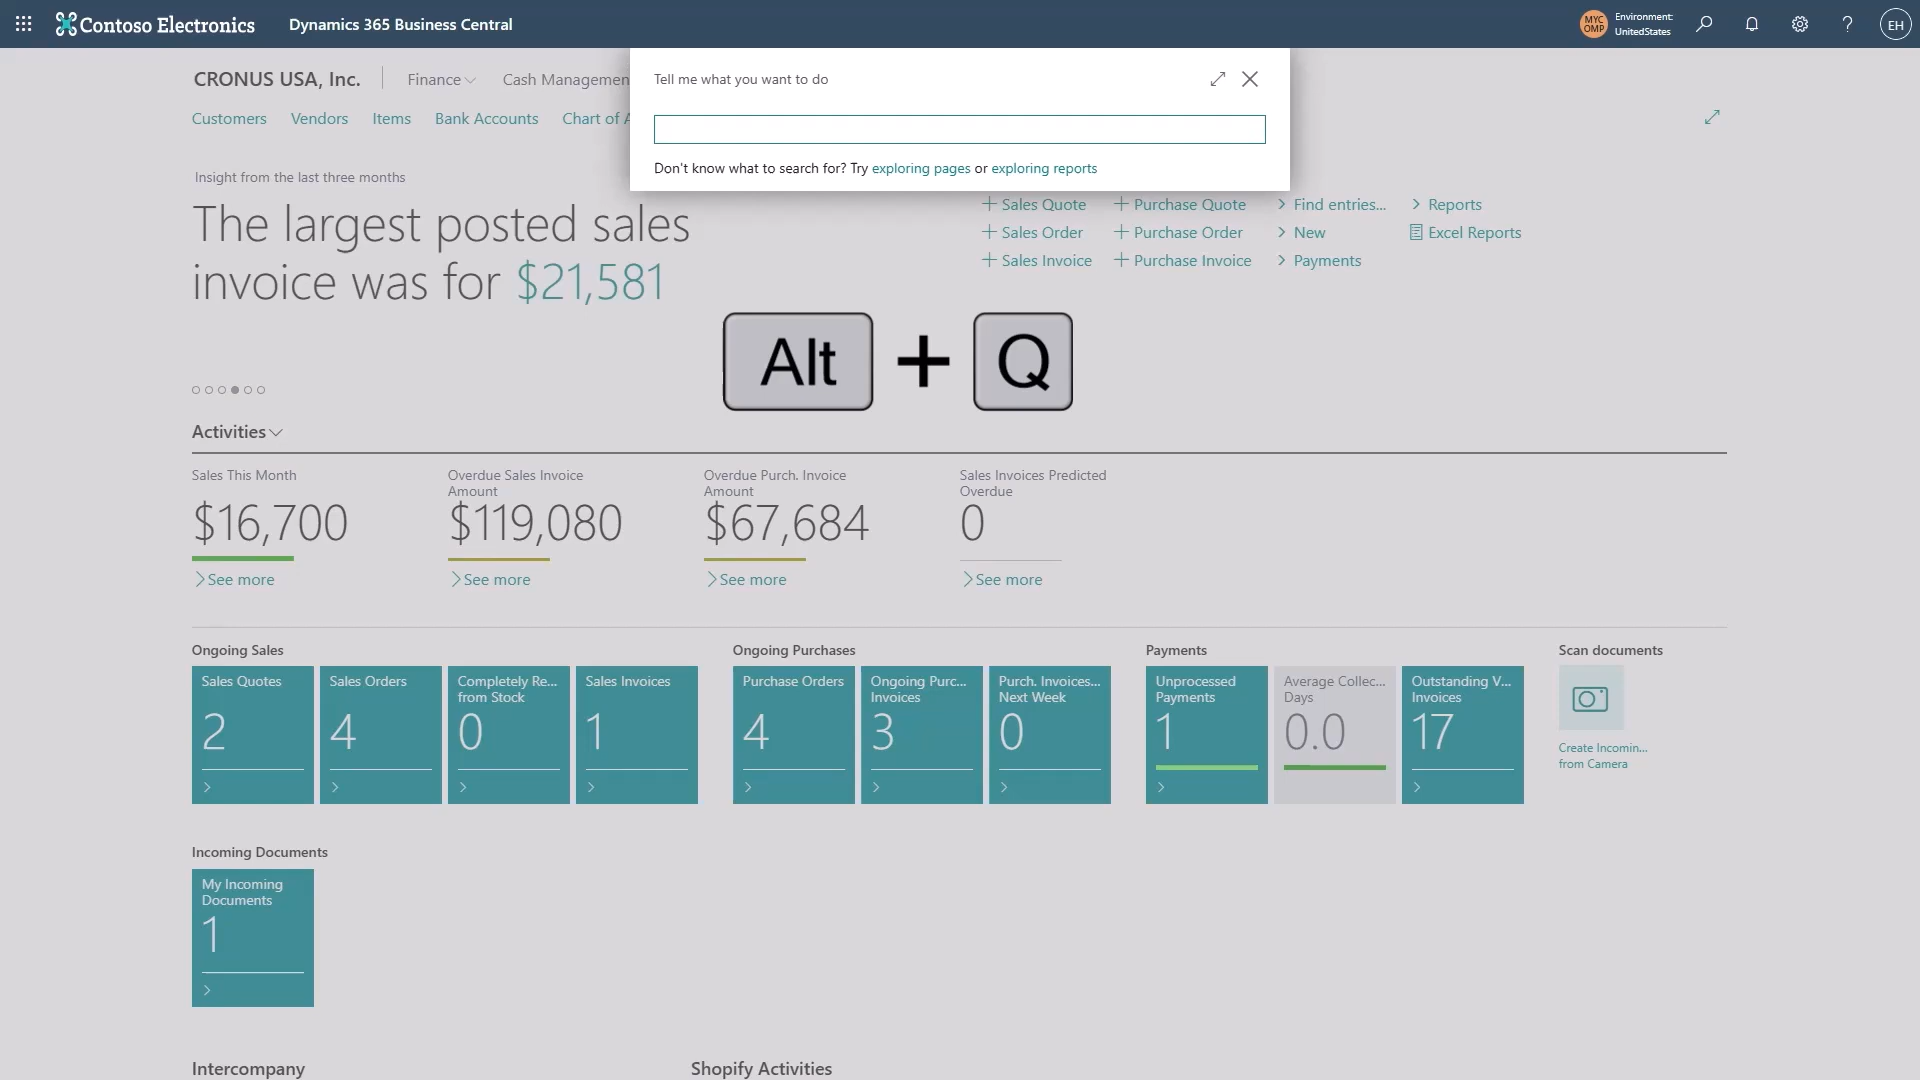 Contoso Electronics
Dynamics 365 Business Central
MYC
OMP
Environment:
UnitedStates
?
EH
CRONUS USA, Inc.
Finance
Cash Managemen
Tell me what you want to do
Customers
Vendors
Items
Bank Accounts
Chart of A
Don't know what to search for? Try exploring pages or exploring reports
Insight from the last three months
The largest posted sales
invoice was for $21,581
+ Sales Quote
+ Purchase Quote
> Find entries...
> Reports
+ Sales Order
+ Purchase Order
> New
Excel Reports
+ Sales Invoice
+ Purchase Invoice
> Payments
Alt + Q
Activities
Sales This Month
$16,700
>See more
Overdue Sales Invoice
Amount
$119,080
>See more
Overdue Purch. Invoice
Amount
$67,684
>See more
Sales Invoices Predicted
Overdue
0
>See more
Ongoing Sales
Sales Quotes
2
Sales Orders
4
Completely Re...
from Stock
0
Sales Invoices
1
Ongoing Purchases
Purchase Orders
4
Ongoing Purc...
Invoices
3
Purch. Invoices...
Next Week
0
Payments
Unprocessed
Payments
1
Average Collec...
Days
0.0
Outstanding V...
Invoices
17
Scan documents
Create Incomin...
from Camera
Incoming Documents
My Incoming
Documents
1
Intercompany
Shopify Activities